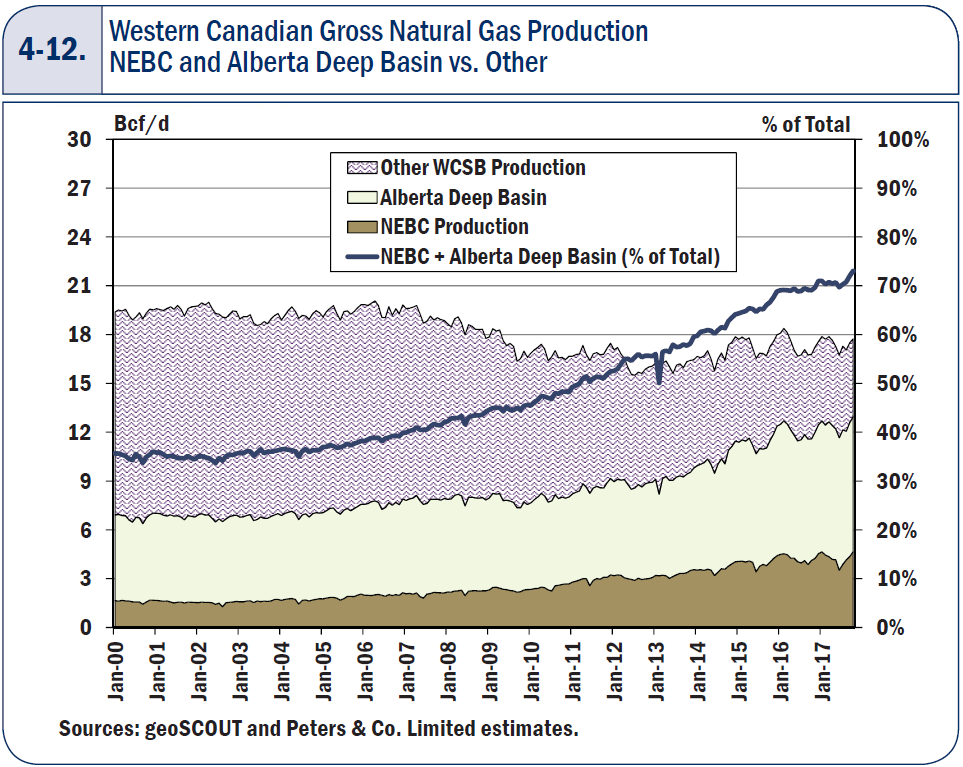 4-12.
Western Canadian Gross Natural Gas Production
NEBC and Alberta Deep Basin vs. Other
Bcf/d
% of Total
30
27
24
21
18
15
12
9
6
3
0
100%
90%
80%
70%
60%
50%
40%
30%
20%
10%
0%
Other WCSB Production
Alberta Deep Basin
NEBC Production
NEBC + Alberta Deep Basin (% of Total)
Jan-00
Jan-01
Jan-02
Jan-03
Jan-04
Jan-05
Jan-06
Jan-07
Jan-08
Jan-09
Jan-10
Jan-11
Jan-12
Jan-13
Jan-14
Jan-15
Jan-16
Jan-17
Sources: geoSCOUT and Peters & Co. Limited estimates.